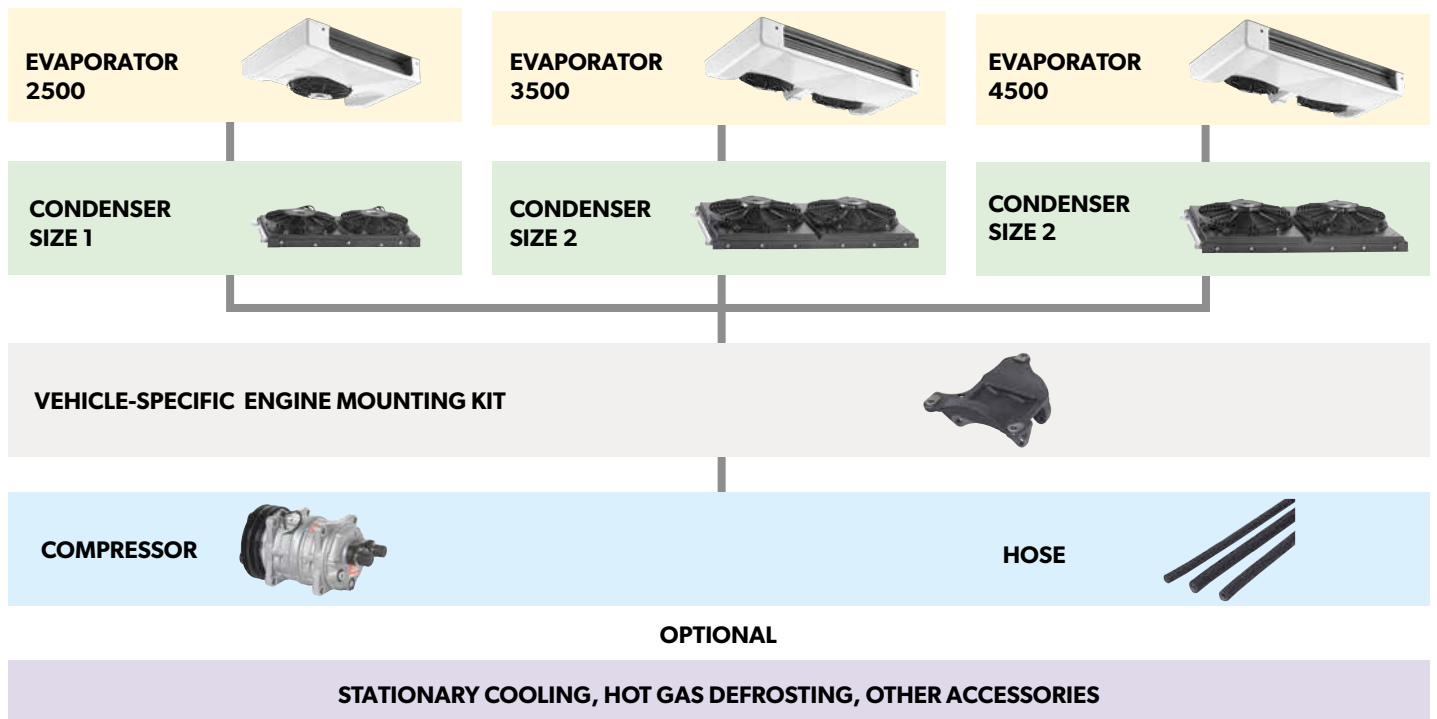 EVAPORATOR
2500
EVAPORATOR
3500
EVAPORATOR
4500
CONDENSER
SIZE 1
CONDENSER
SIZE 2
CONDENSER
SIZE 2
VEHICLE-SPECIFIC ENGINE MOUNTING KIT
COMPRESSOR
HOSE
OPTIONAL
STATIONARY COOLING, HOT GAS DEFROSTING, OTHER ACCESSORIES